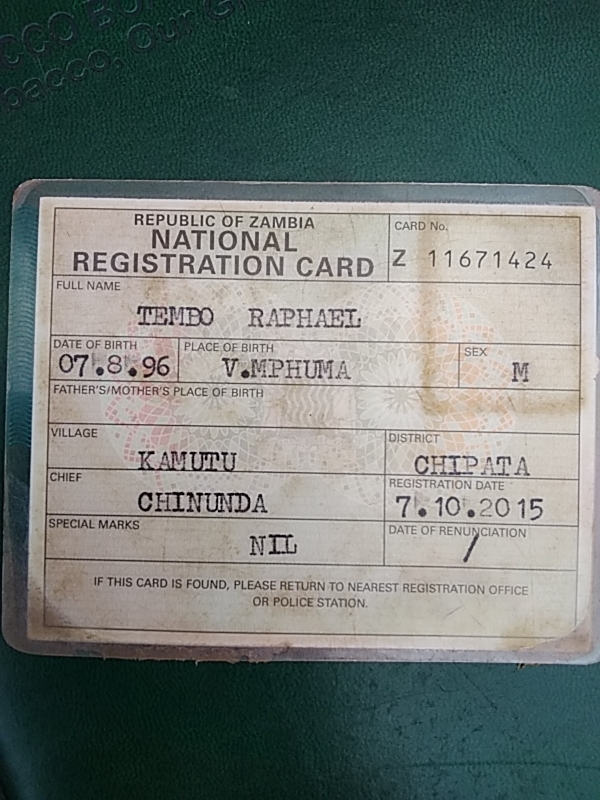 REPUBLIC OF ZAMBIA
NATIONAL
REGISTRATION CARD
CARD No.
Z 11671424
FULL NAME
TEMBO RAPHAEL
DATE OF BIRTH
07.8.96
PLACE OF BIRTH
V.MPHUMA
SEX
M
FATHER'S/MOTHER'S PLACE OF BIRTH
VILLAGE
KAMUTU
DISTRICT
CHIPATA
CHIEF
CHINUNDA
REGISTRATION DATE
7.10.2015
SPECIAL MARKS
NIL
DATE OF RENUNCIATION
/
IF THIS CARD IS FOUND, PLEASE RETURN TO NEAREST REGISTRATION OFFICE
OR POLICE STATION.